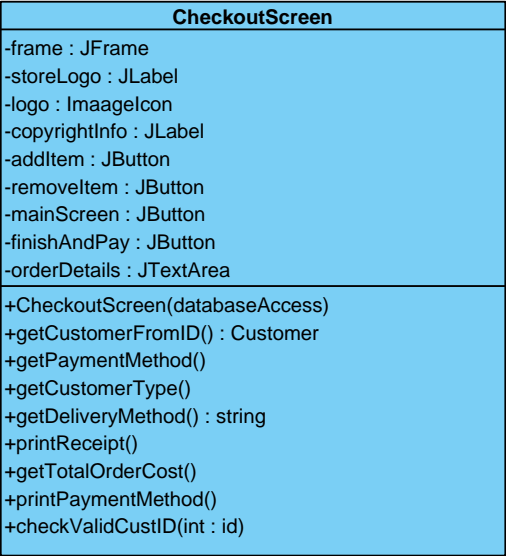 CheckoutScreen
-frame : JFrame
-storeLogo : JLabel
-logo : ImaageIcon
-copyrightInfo : JLabel
-addItem : JButton
-removeItem : JButton
-mainScreen : JButton
-finishAndPay : JButton
-orderDetails : JTextArea
+CheckoutScreen(databaseAccess)
+getCustomerFromID() : Customer
+getPaymentMethod()
+getCustomerType()
+getDeliveryMethod() : string
+printReceipt()
+getTotalOrderCost()
+printPaymentMethod()
+checkValidCustID(int : id)